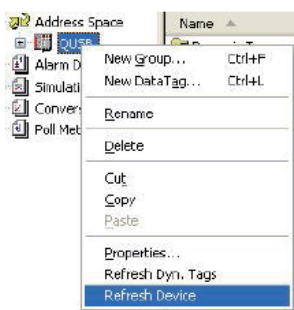 Address Space
Name
QUSB
Alarm D
Simulati
Conver
Poll Met
New Group... Ctrl+F
New DataTag... Ctrl+L
Rename
Delete
Cut
Copy
Paste
Properties...
Refresh Dyn. Tags
Refresh Device